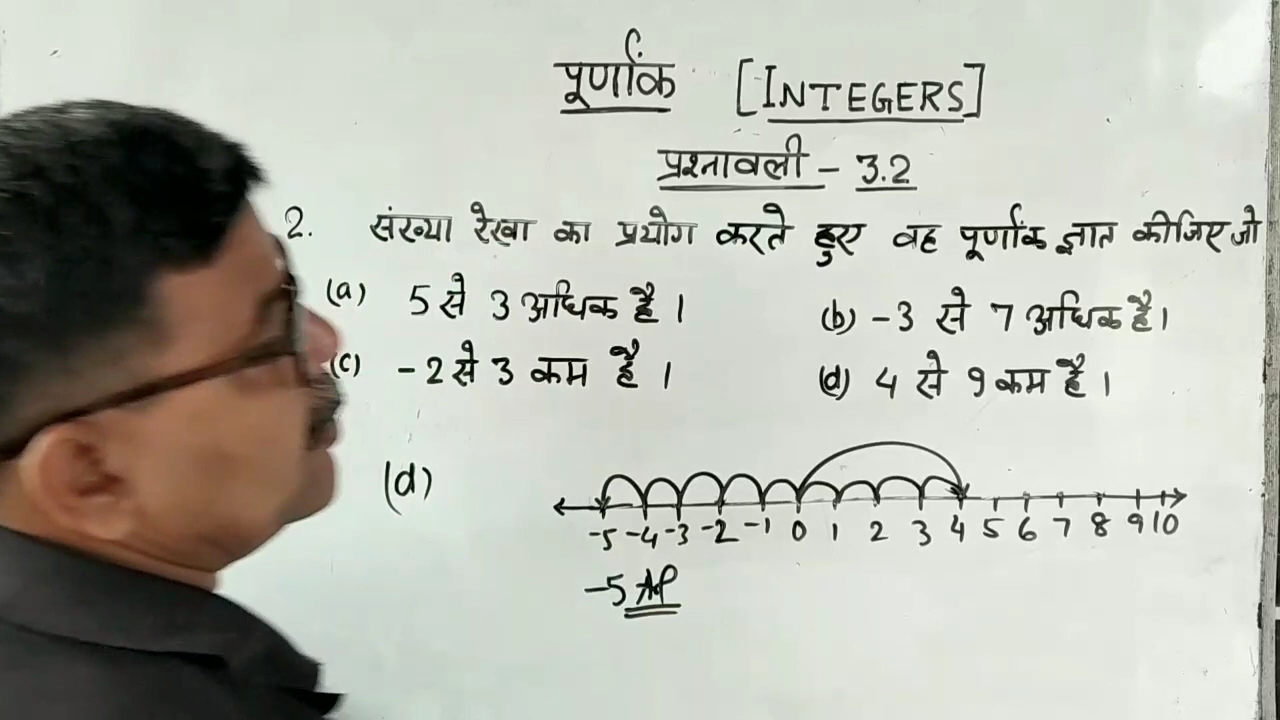 पूर्णांक [INTEGERS]
प्रश्नावली - 3.2
2. संख्या रेखा का प्रयोग करते हुए वह पूर्णांक ज्ञात कीजिए जो
(a) 5 से 3 अधिक है । (b) -3 से 7 अधिक है।
(c) -2 से 3 कम है । (d) 4 से 9 कम है ।
(d)
-5 -4 -3 -2 -1 0 1 2 3 4 5 6 7 8 9 10
-5